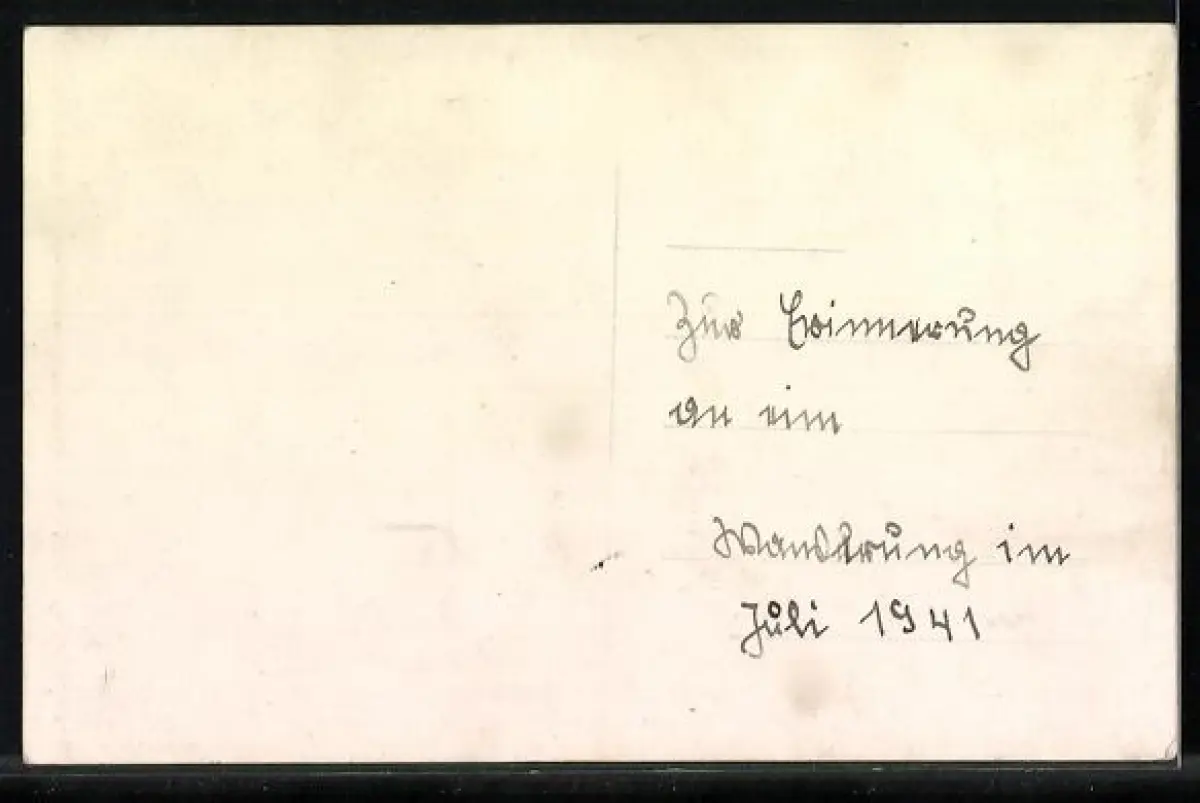 Zur Erinnerung
an eine
Wanderung im
Juli 1941